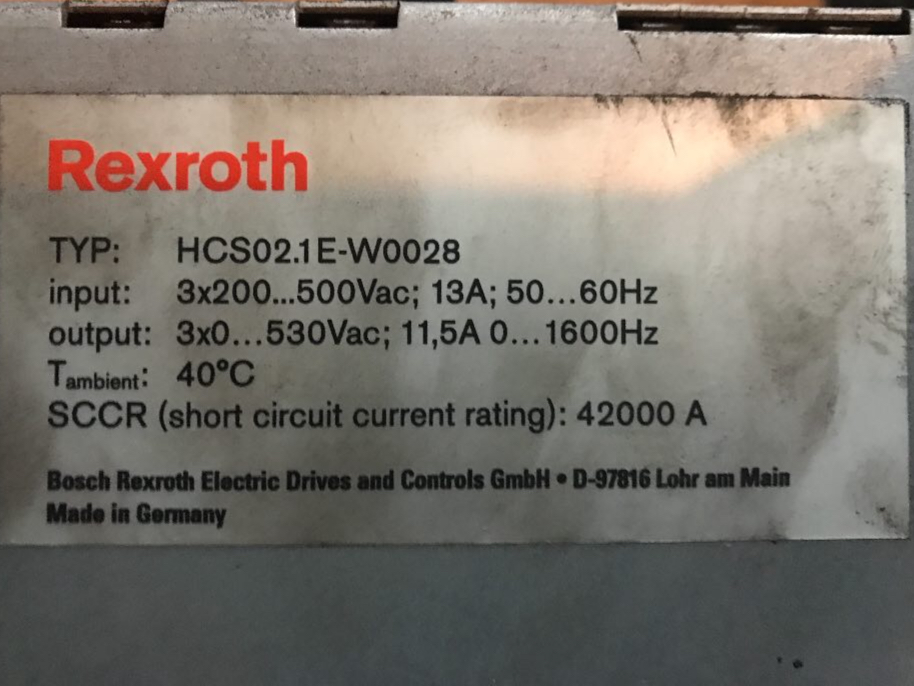 Rexroth
TYP: HCS02.1E-W0028
input: 3x200...500Vac; 13A; 50...60Hz
output: 3x0...530Vac; 11,5A 0...1600Hz
Tambient: 40°C
SCCR (short circuit current rating): 42000 A
Bosch Rexroth Electric Drives and Controls GmbH • D-97816 Lohr am Main
Made in Germany